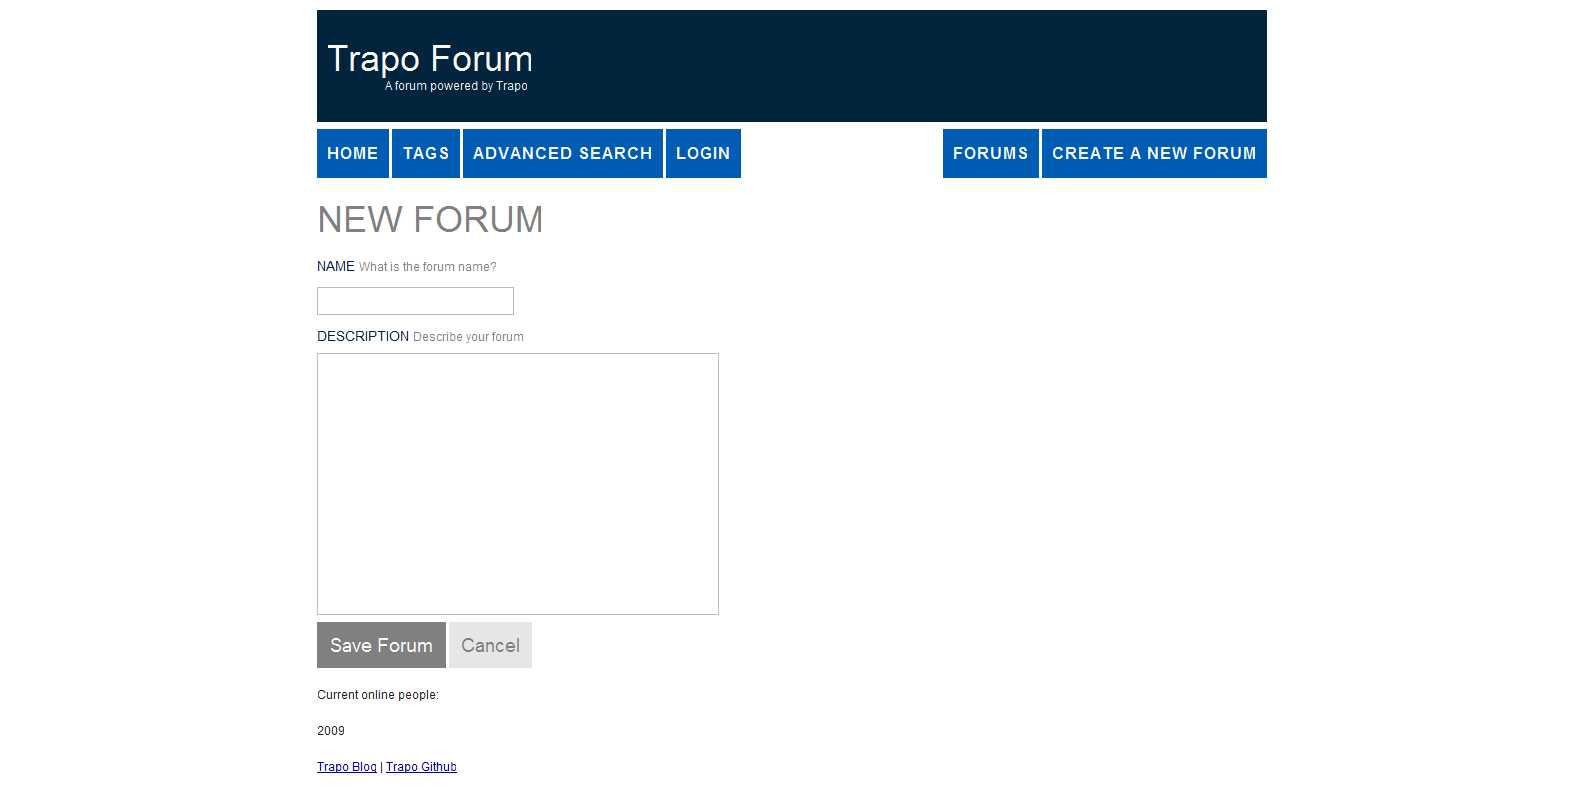 Trapo Forum
A forum powered by Trapo
HOME TAGS ADVANCED SEARCH LOGIN FORUMS CREATE A NEW FORUM
NEW FORUM
NAME What is the forum name?
DESCRIPTION Describe your forum
Save Forum Cancel
Current online people:
2009
Trapo Blog | Trapo Github